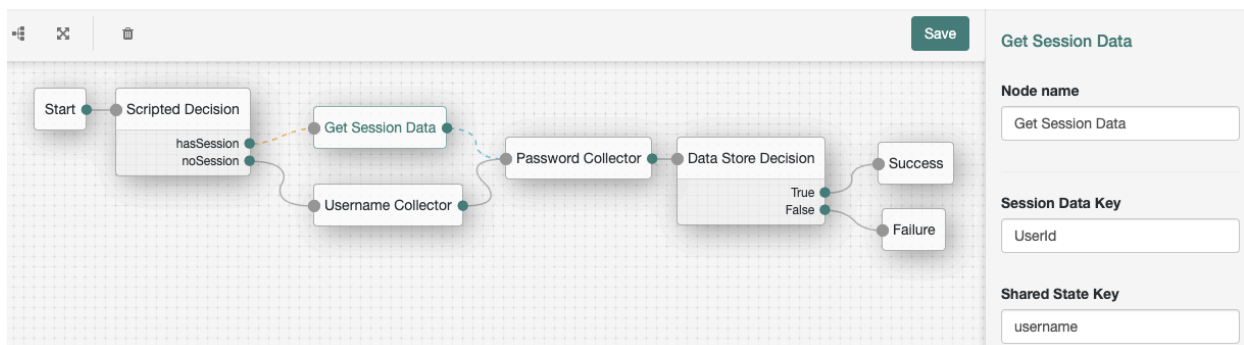 Save
Start
Scripted Decision
hasSession
noSession
Get Session Data
Username Collector
Password Collector
Data Store Decision
True
False
Success
Failure
Get Session Data
Node name
Get Session Data
Session Data Key
UserId
Shared State Key
username